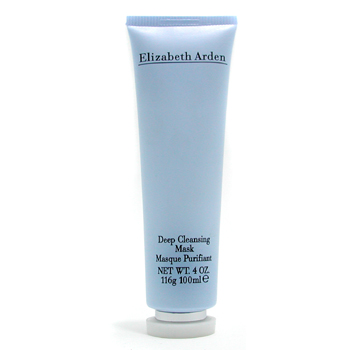 Elizabeth Arden
Deep Cleansing
Mask
Masque Purifiant
NET WT. 4 OZ.
116g 100ml℮